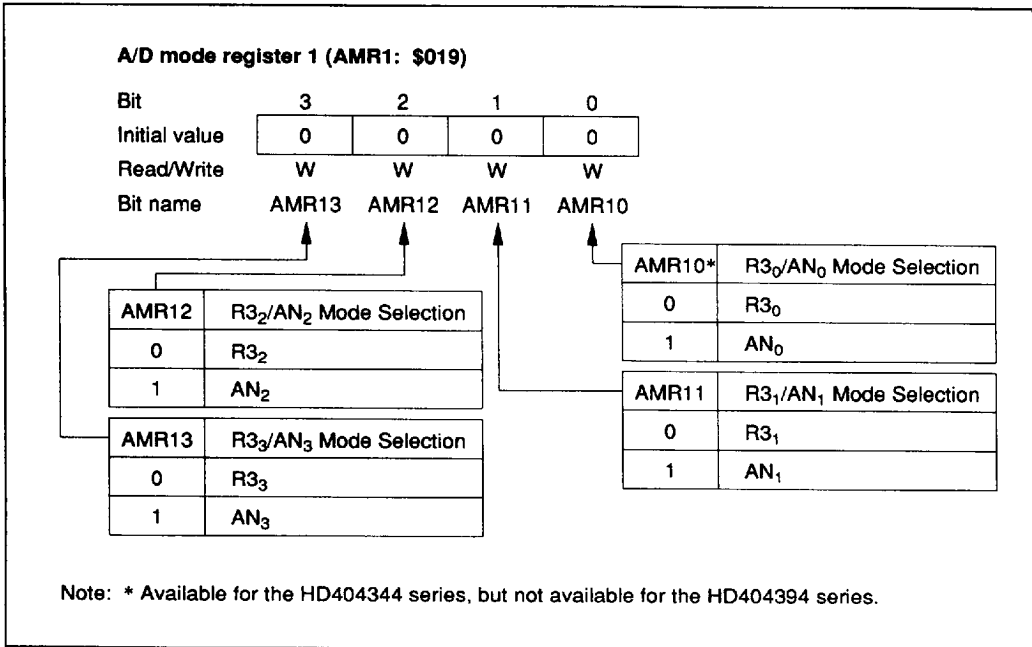 A/D mode register 1 (AMR1: $019)
Bit 3 2 1 0
Initial value 0 0 0 0
Read/Write W W W W
Bit name AMR13 AMR12 AMR11 AMR10
AMR10* R3₀/AN₀ Mode Selection
0 R3₀
1 AN₀
AMR12 R3₂/AN₂ Mode Selection
0 R3₂
1 AN₂
AMR11 R3₁/AN₁ Mode Selection
0 R3₁
1 AN₁
AMR13 R3₃/AN₃ Mode Selection
0 R3₃
1 AN₃
Note: * Available for the HD404344 series, but not available for the HD404394 series.